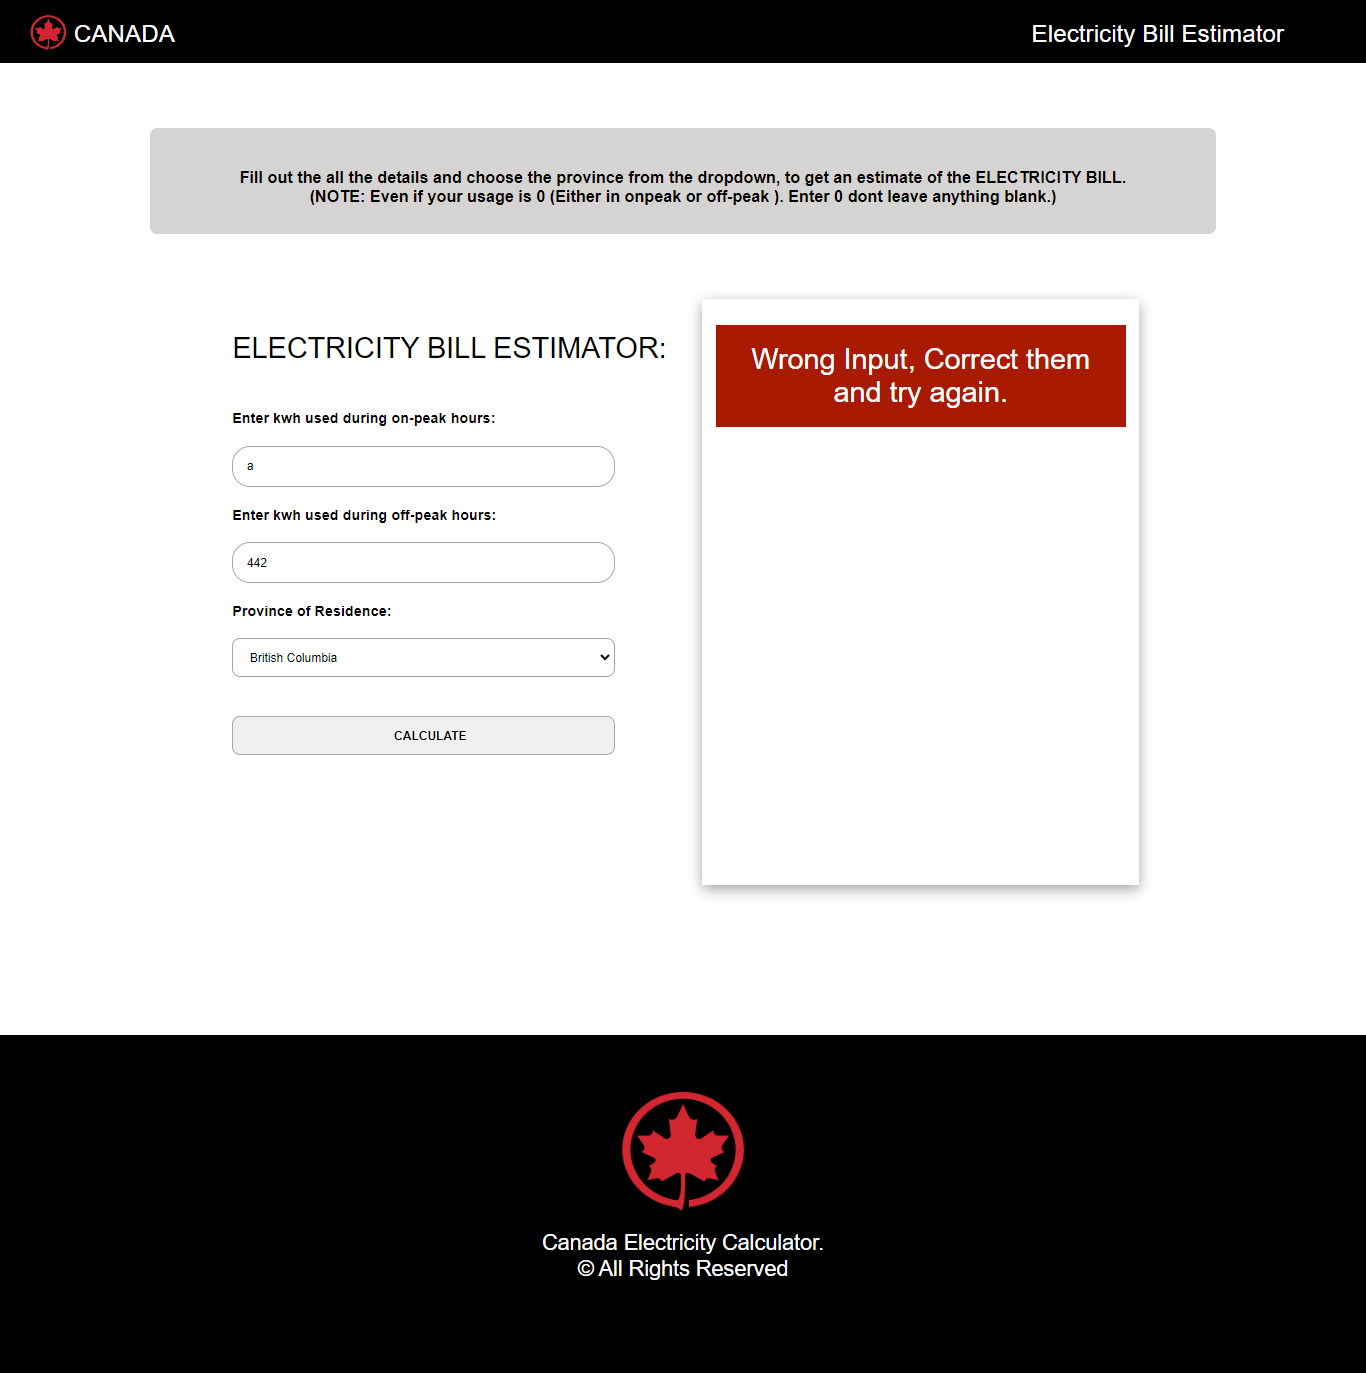 CANADA
Electricity Bill Estimator
Fill out the all the details and choose the province from the dropdown, to get an estimate of the ELECTRICITY BILL.
(NOTE: Even if your usage is 0 (Either in onpeak or off-peak ). Enter 0 dont leave anything blank.)
ELECTRICITY BILL ESTIMATOR:
Enter kwh used during on-peak hours:
a
Enter kwh used during off-peak hours:
442
Province of Residence:
British Columbia
CALCULATE
Wrong Input, Correct them
and try again.
Canada Electricity Calculator.
© All Rights Reserved